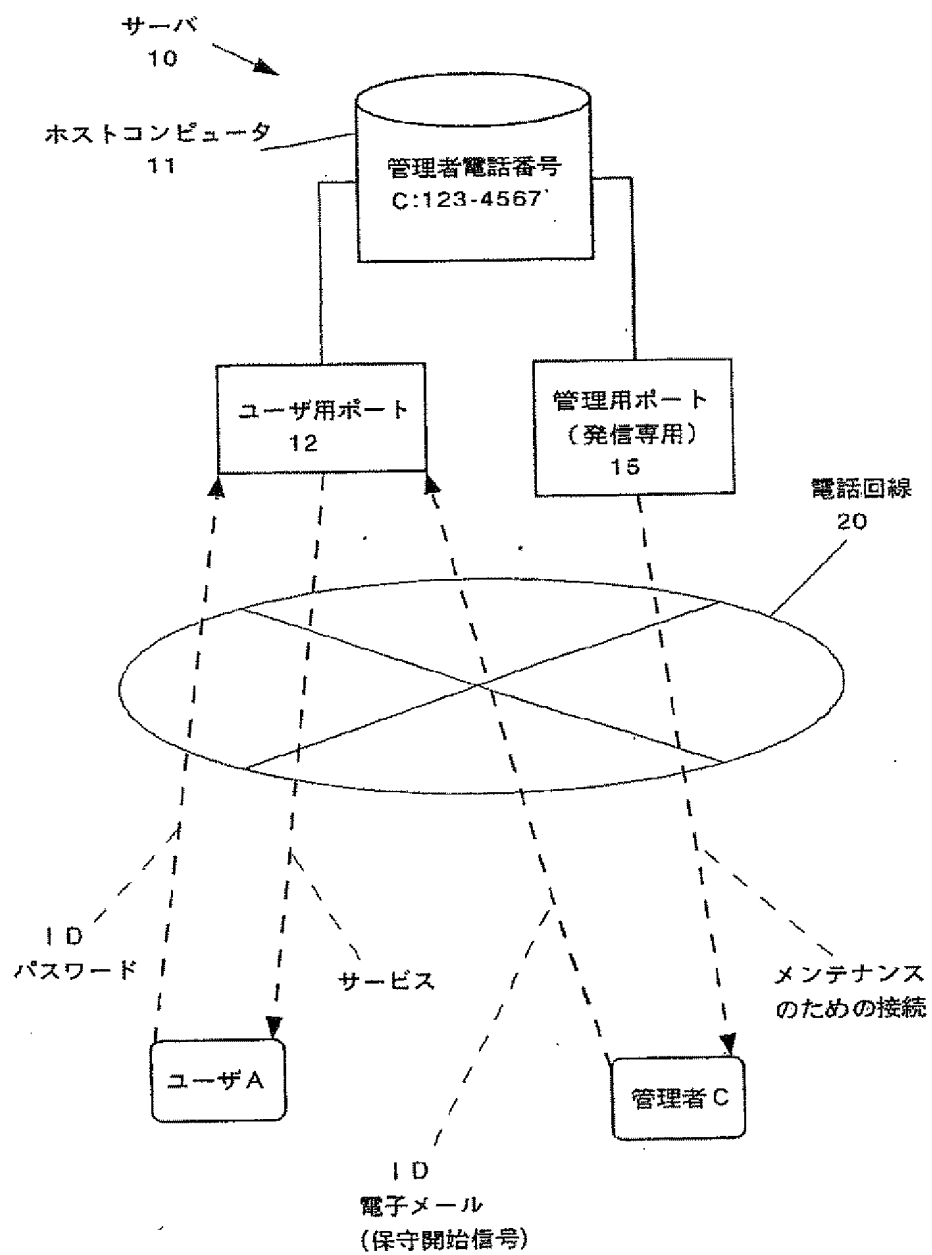 サーバ
10
ホストコンピュータ
11
管理者電話番号
C:123-4567
ユーザ用ポート
12
管理用ポート
(発信専用)
15
電話回線
20
ID
パスワード
サービス
メンテナンス
のための接続
ユーザA
管理者C
ID
電子メール
(保守開始信号)